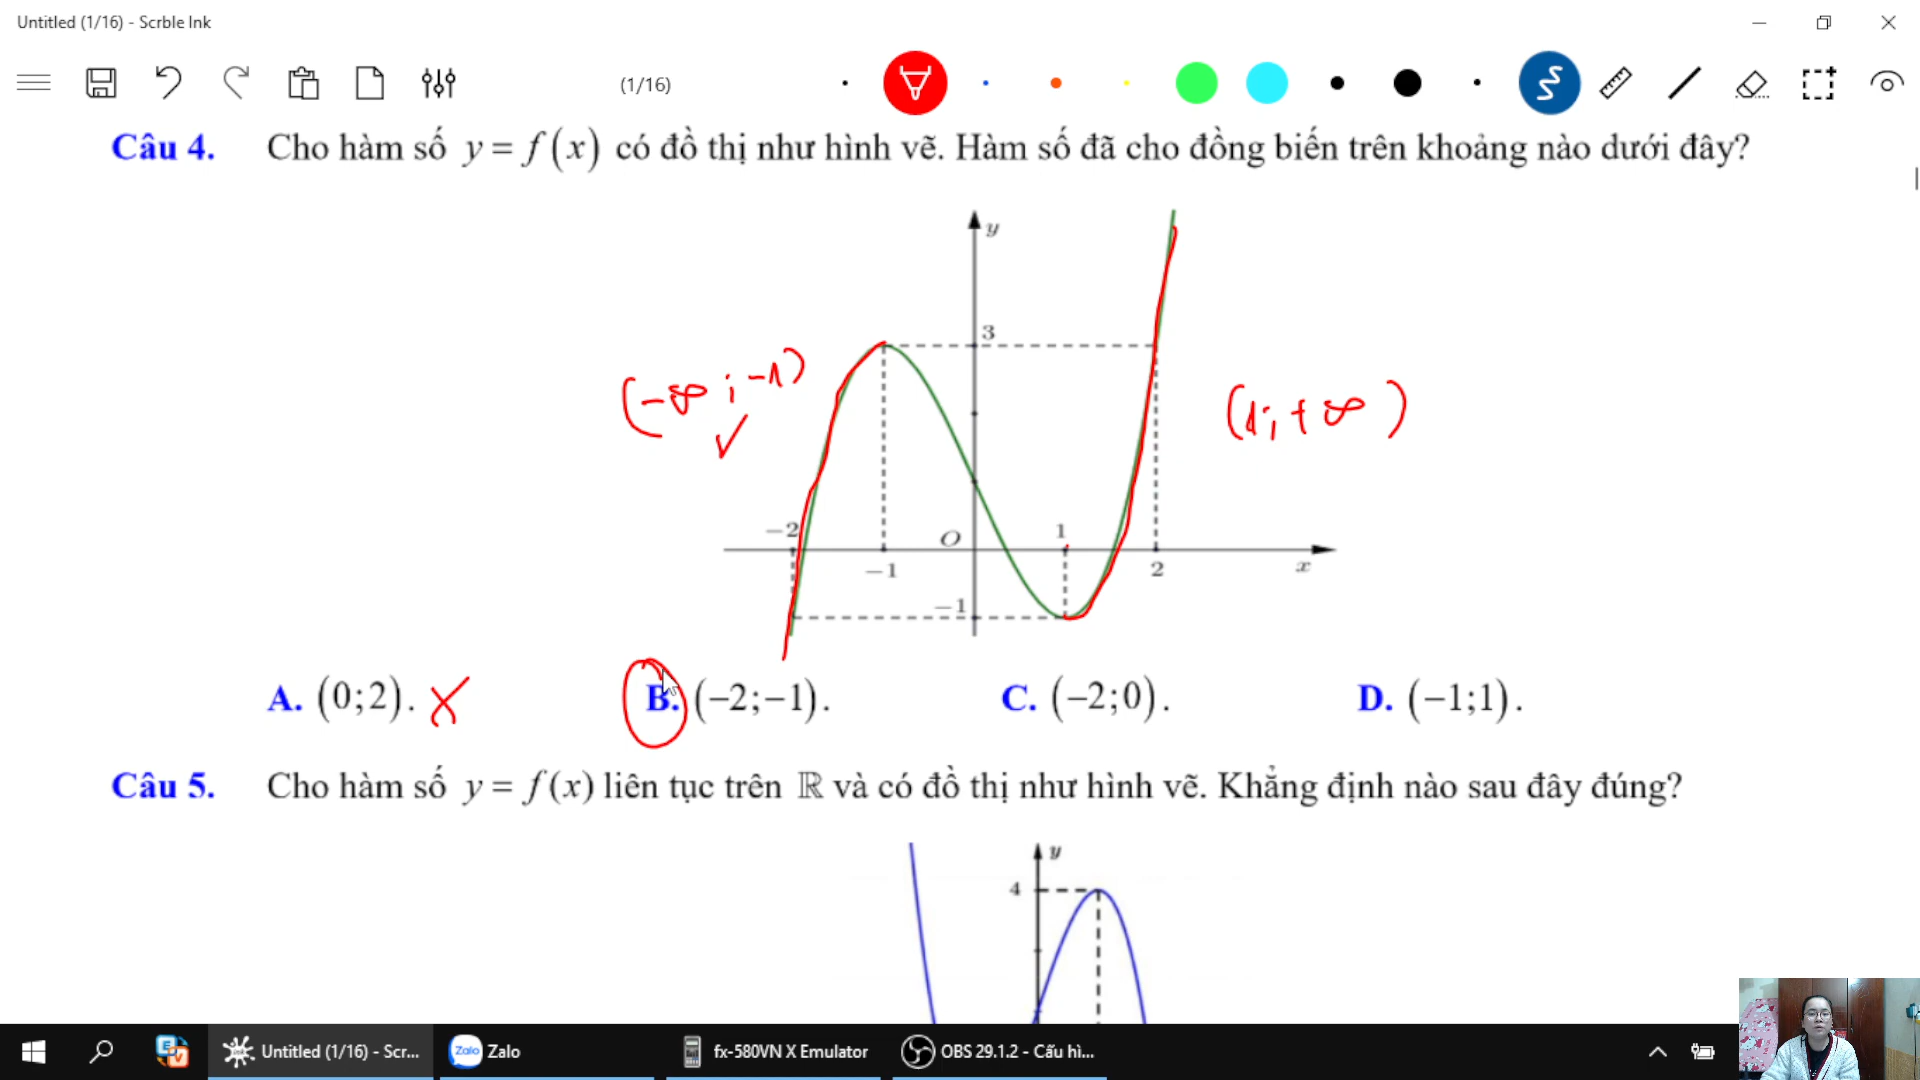 Untitled (1/16) - Scrble Ink
(1/16)
Câu 4. Cho hàm số y = f(x) có đồ thị như hình vẽ. Hàm số đã cho đồng biến trên khoảng nào dưới đây?
y
3
(-∞; -1)
(1; +∞)
-2
O
1
-1
2
x
-1
A. (0;2). B. (−2;−1). C. (−2;0). D. (−1;1).
Câu 5. Cho hàm số y = f(x) liên tục trên ℝ và có đồ thị như hình vẽ. Khẳng định nào sau đây đúng?
y
4
Untitled (1/16) - Scr... Zalo Zalo fx-580VN X Emulator OBS 29.1.2 - Cấu hì...